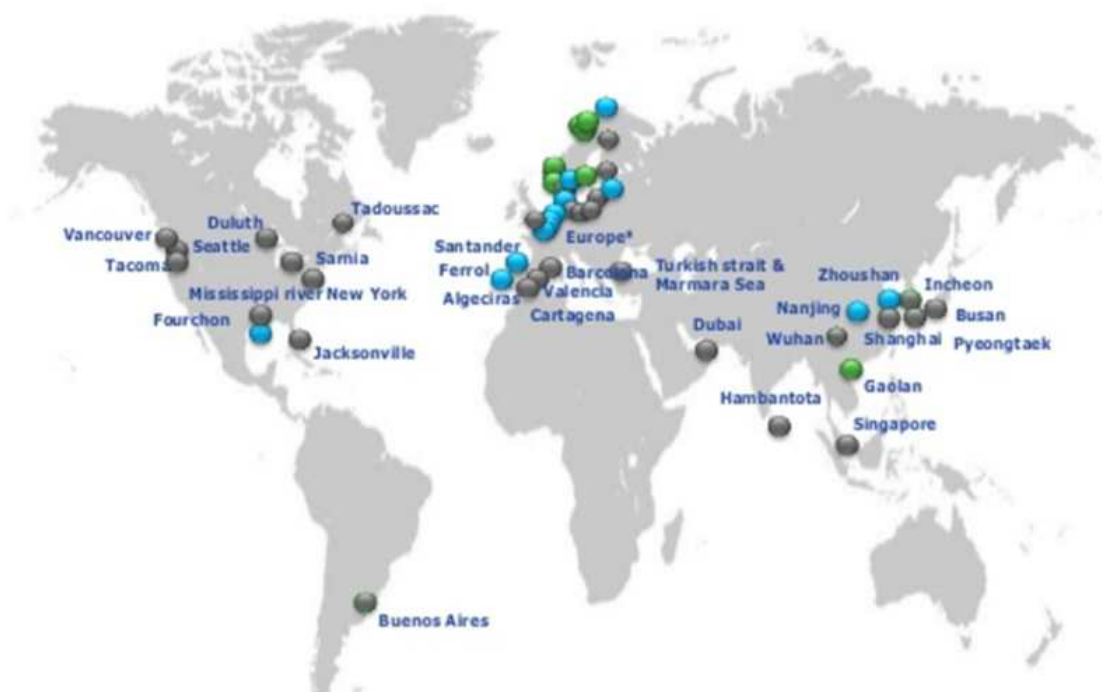 Tadoussac
Vancouver
Duluth
Seattle
Tacoma
Sarnia
Mississippi river
New York
Fourchon
Jacksonville
Santander
Europe*
Ferrol
Barcelona
Algeciras
Valencia
Cartagena
Turkish strait &
Marmara Sea
Zhoushan
Incheon
Nanjing
Busan
Dubai
Wuhan
Shanghai
Pyeongtaek
Gaolan
Hambantota
Singapore
Buenos Aires